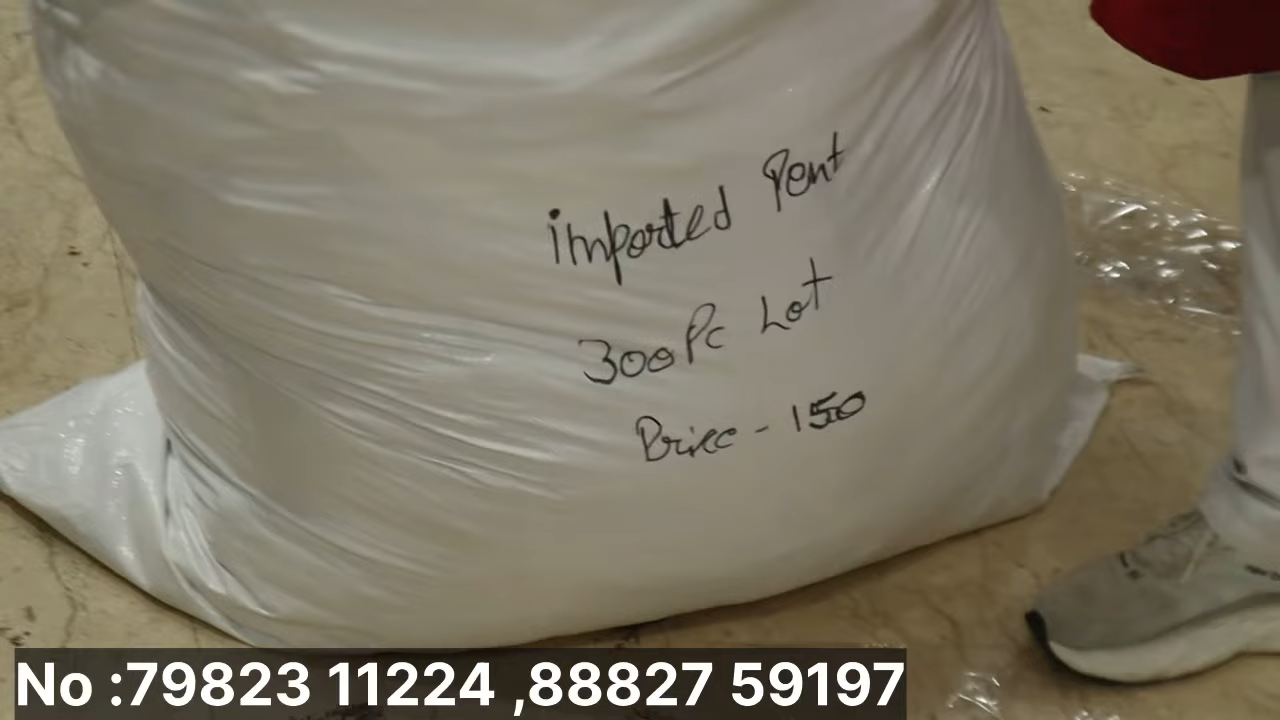 imported Pent
300Pc Lot
Price - 150
No :79823 11224 ,88827 59197